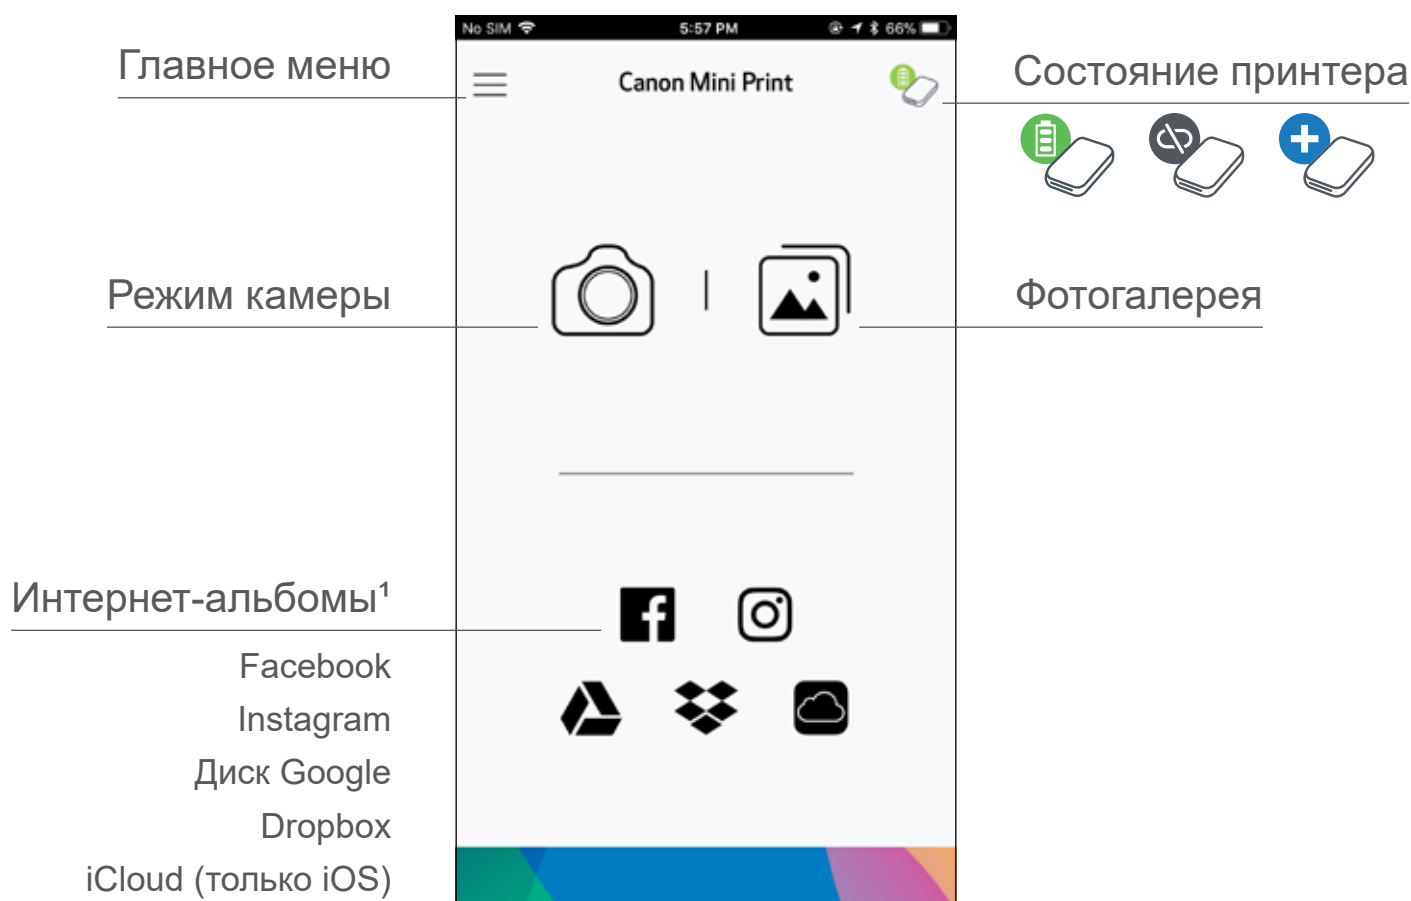 No SIM 5:57 PM 66%
Главное меню
Canon Mini Print
Состояние принтера
Режим камеры
Фотогалерея
Интернет-альбомы¹
Facebook
Instagram
Диск Google
Dropbox
iCloud (только iOS)